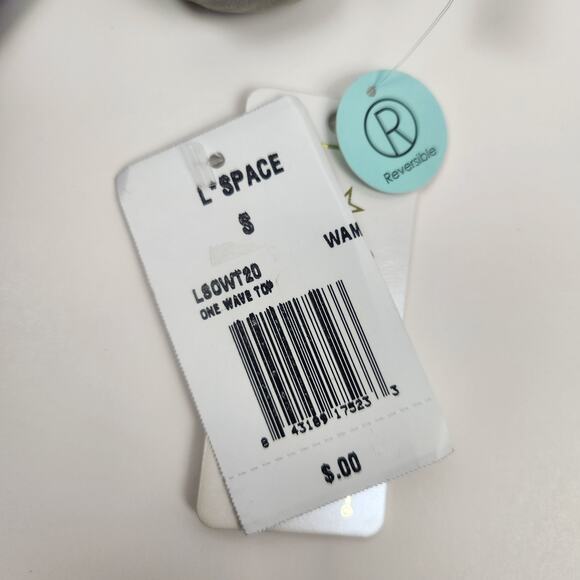 L*SPACE
S
WAM
LSOWT20
ONE WAVE TOP
8 43189 17523 3
$.00
R
Reversible